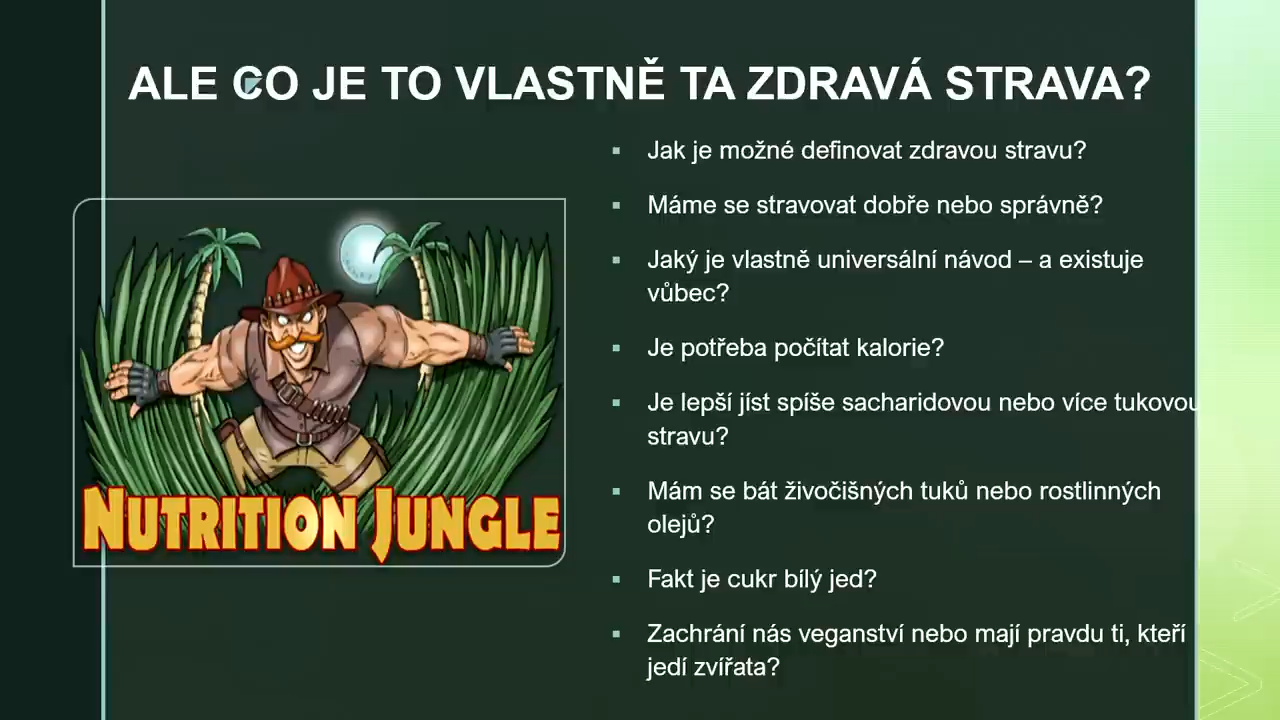 ALE CO JE TO VLASTNĚ TA ZDRAVÁ STRAVA?
Jak je možné definovat zdravou stravu?
Máme se stravovat dobře nebo správně?
Jaký je vlastně universální návod – a existuje
vůbec?
Je potřeba počítat kalorie?
Je lepší jíst spíše sacharidovou nebo více tukovou
stravu?
Mám se bát živočišných tuků nebo rostlinných
olejů?
Fakt je cukr bílý jed?
Zachrání nás veganství nebo mají pravdu ti, kteří
jedí zvířata?
NUTRITION JUNGLE